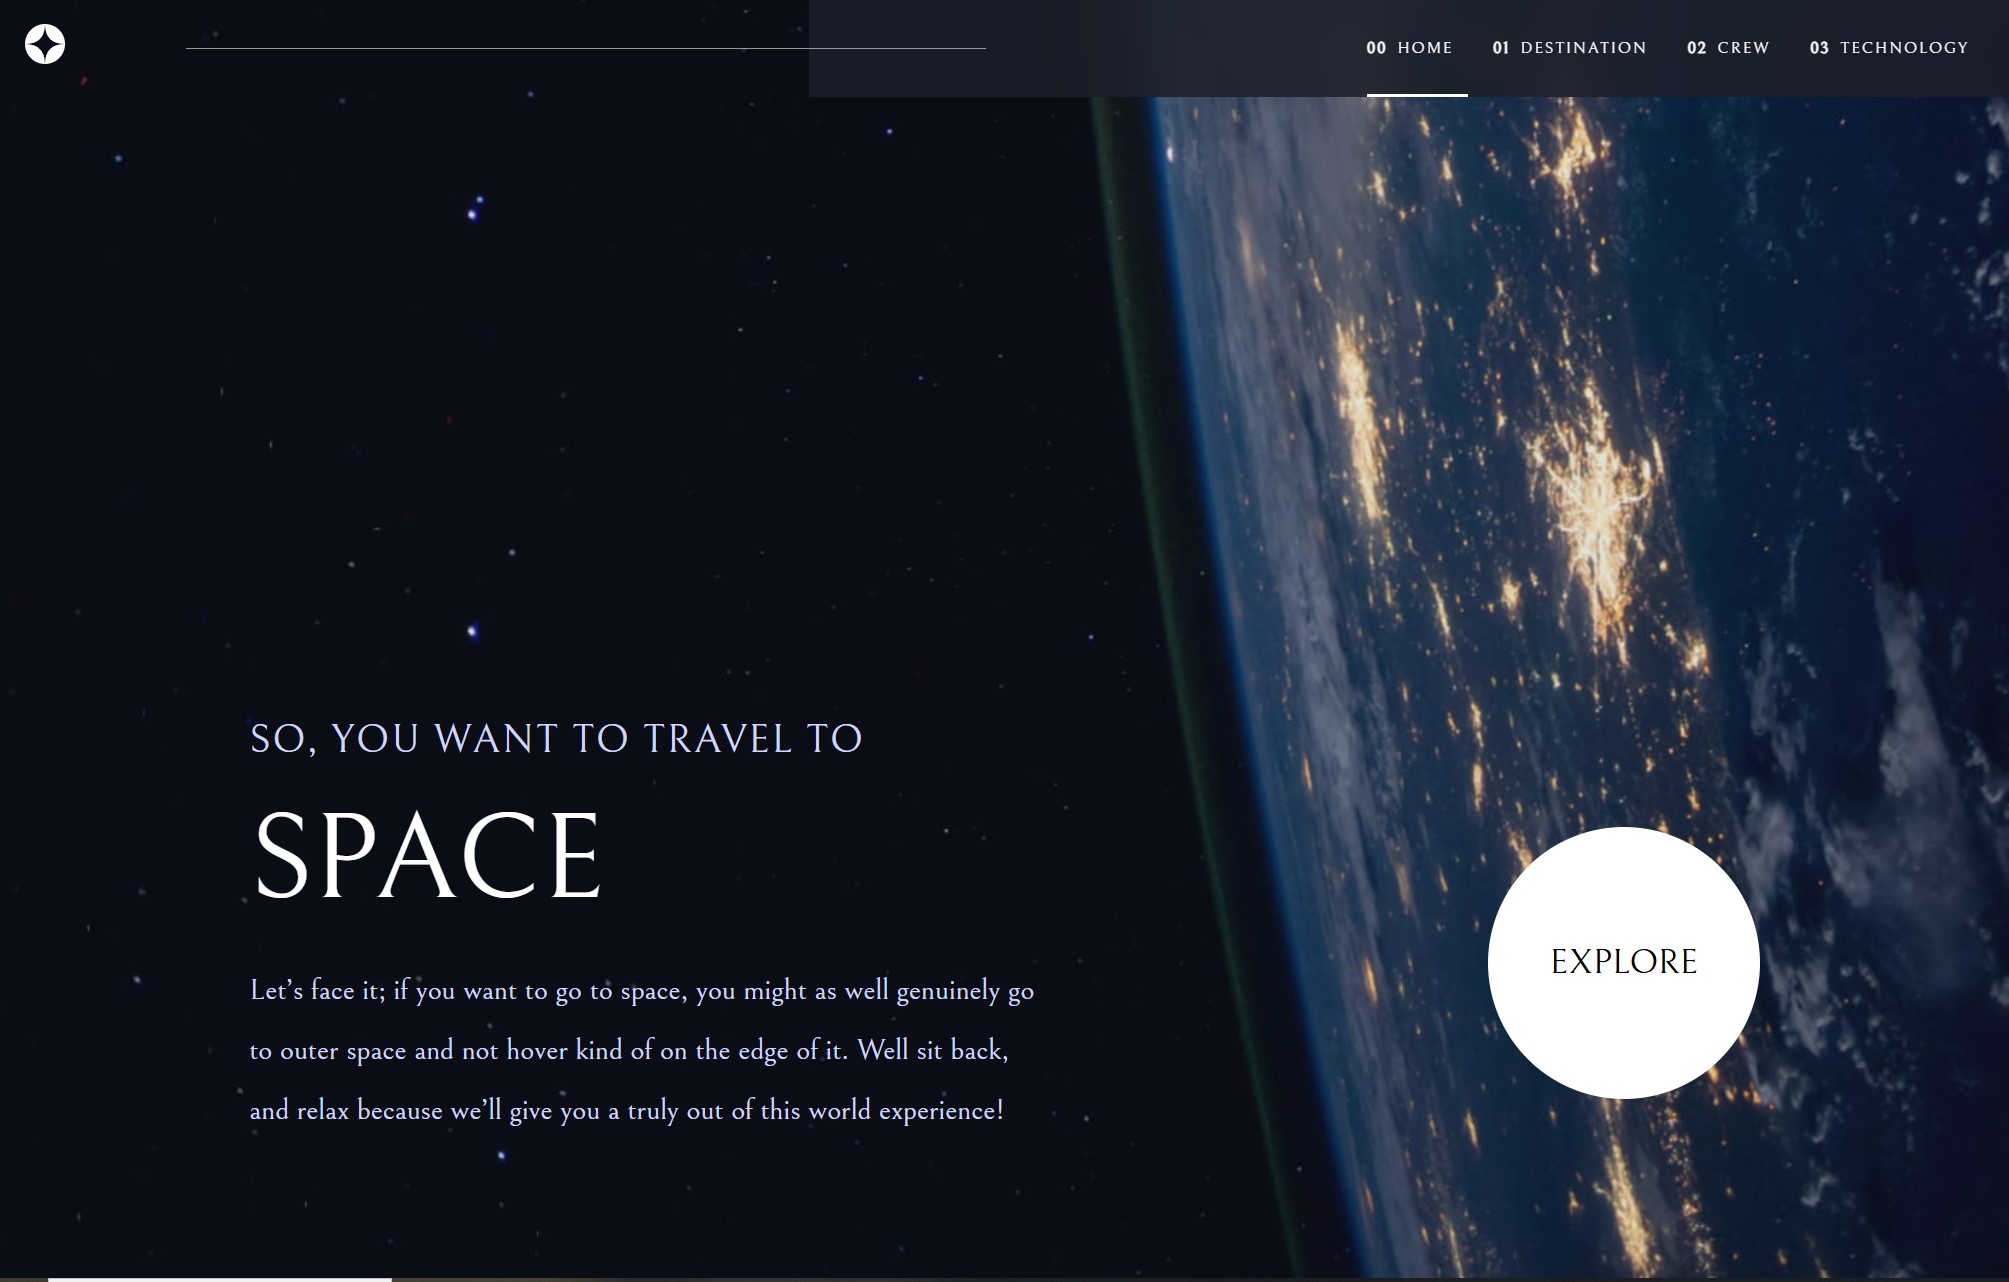 00 HOME 01 DESTINATION 02 CREW 03 TECHNOLOGY
SO, YOU WANT TO TRAVEL TO
SPACE
Let’s face it; if you want to go to space, you might as well genuinely go
to outer space and not hover kind of on the edge of it. Well sit back,
and relax because we’ll give you a truly out of this world experience!
EXPLORE